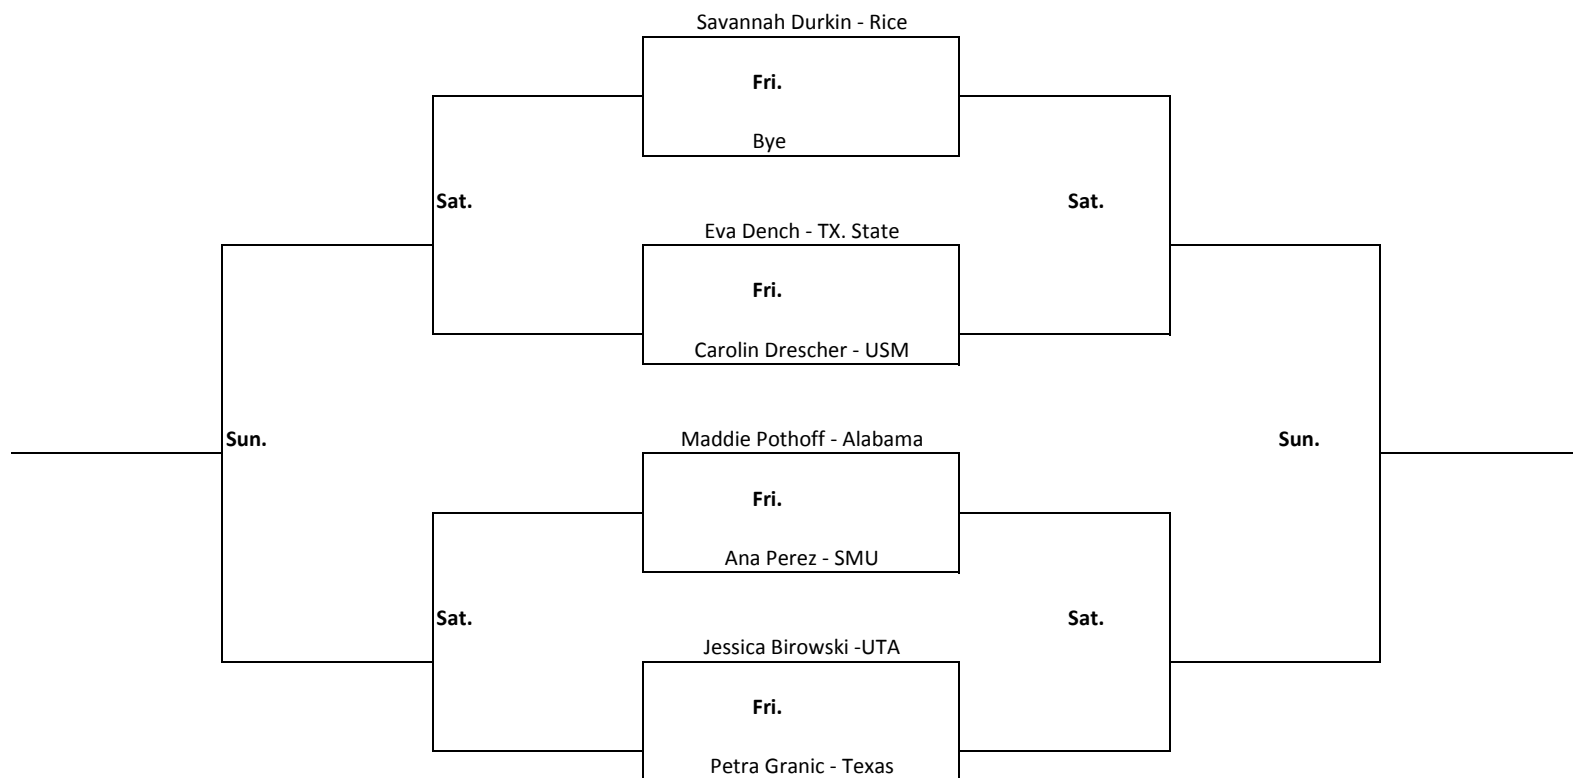 Savannah Durkin - Rice
Fri.
Bye
Sat.
Sat.
Eva Dench - TX. State
Fri.
Carolin Drescher - USM
Sun.
Maddie Pothoff - Alabama
Sun.
Fri.
Ana Perez - SMU
Sat.
Sat.
Jessica Birowski -UTA
Fri.
Petra Granic - Texas